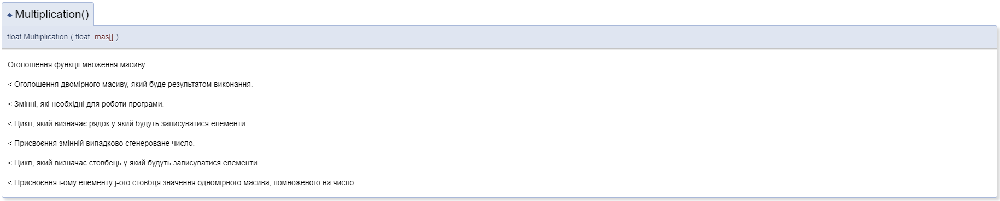 ◆ Multiplication()
float Multiplication ( float mas[] )
Оголошення функції множення масиву.
< Оголошення двомірного масиву, який буде результатом виконання.
< Змінні, які необхідні для роботи програми.
< Цикл, який визначає рядок у який будуть записуватися елементи.
< Присвоєння змінній випадково сгенероване число.
< Цикл, який визначає стовбець у який будуть записуватися елементи.
< Присвоєння і-ому елементу j-ого стовбця значення одномірного масива, помноженого на число.